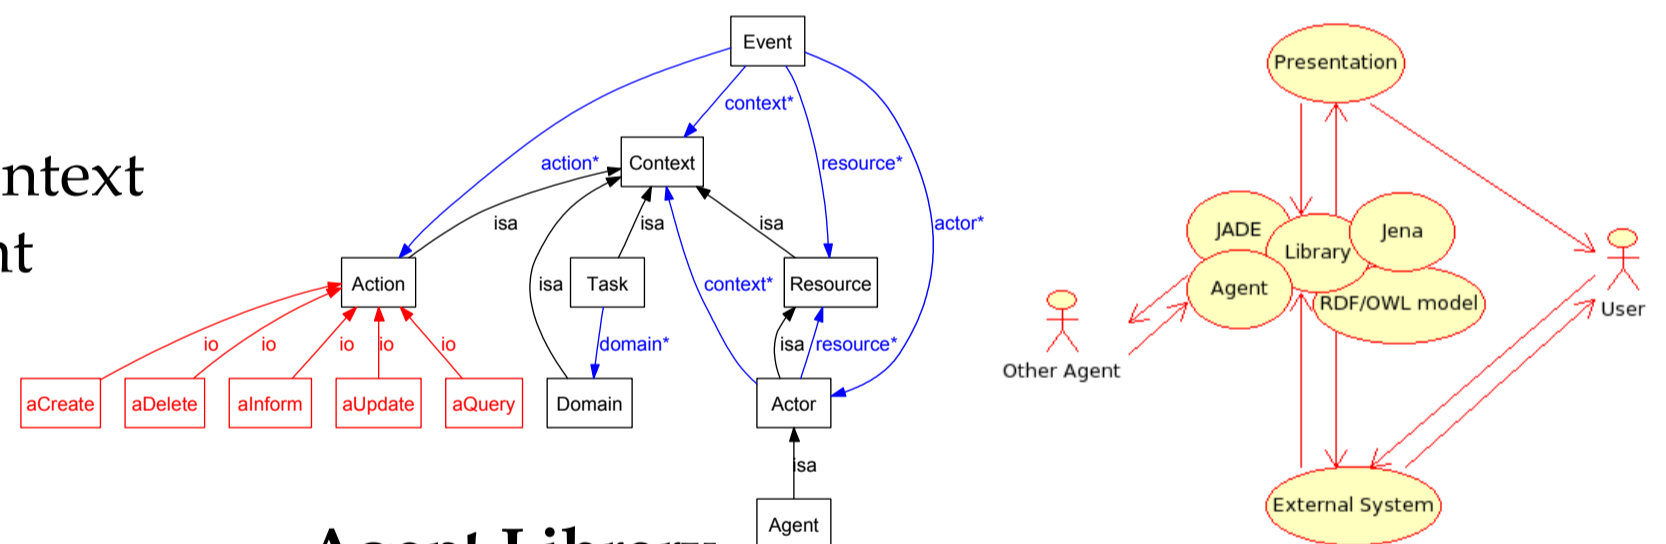 ntext
nt
Event
context*
action*
Context
resource*
isa
isa
isa
actor*
Action
isa
Task
context*
Resource
io
io
io
io
io
domain*
isa
resource*
aCreate
aDelete
aInform
aUpdate
aQuery
Domain
Actor
isa
Agent
Agent Library
Presentation
JADE
Library
Jena
Agent
RDF/OWL model
User
Other Agent
External System